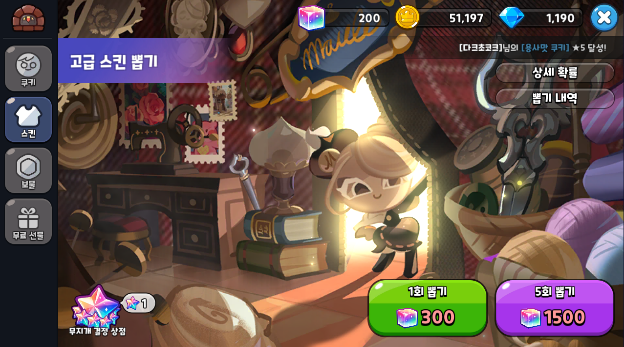 200
51,197
1,190
[다크초코크]님의 [용사맛 쿠키] ★5 달성!
고급 스킨 뽑기
상세 확률
뽑기 내역
쿠키
스킨
보물
무료 선물
1
무지개 결정 상점
1회 뽑기
300
5회 뽑기
1500